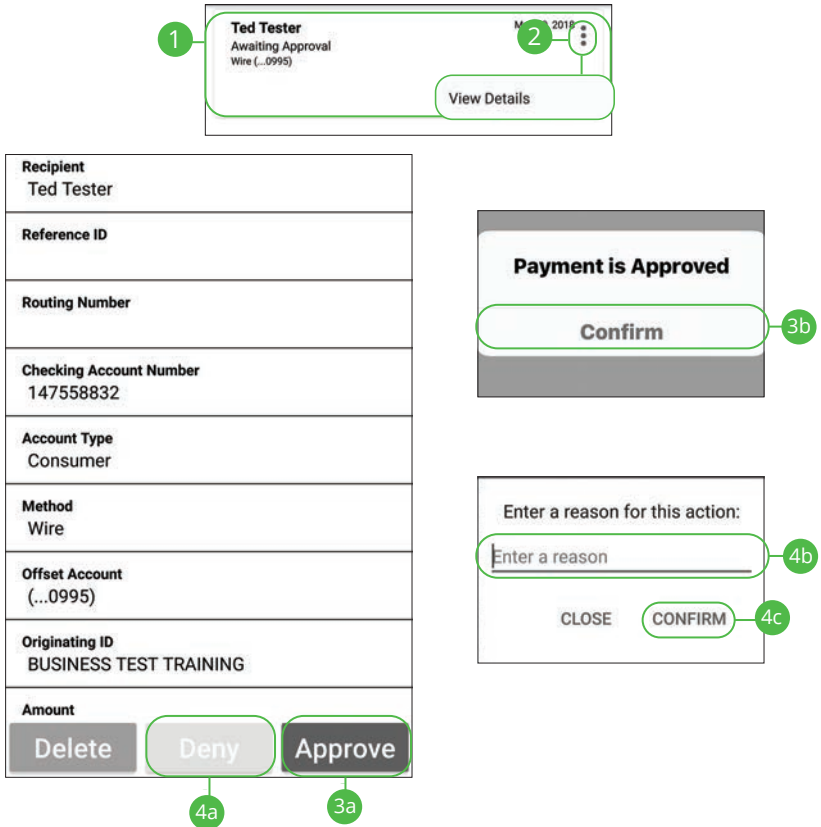 1
Ted Tester
2018
2
Awaiting Approval
Wire (...0995)
View Details
Recipient
Ted Tester
Reference ID
Routing Number
Checking Account Number
147558832
Account Type
Consumer
Method
Wire
Offset Account
(...0995)
Originating ID
BUSINESS TEST TRAINING
Amount
Delete
Deny
Approve
4a
3a
Payment is Approved
Confirm
3b
Enter a reason for this action:
Enter a reason
4b
CLOSE CONFIRM
4c